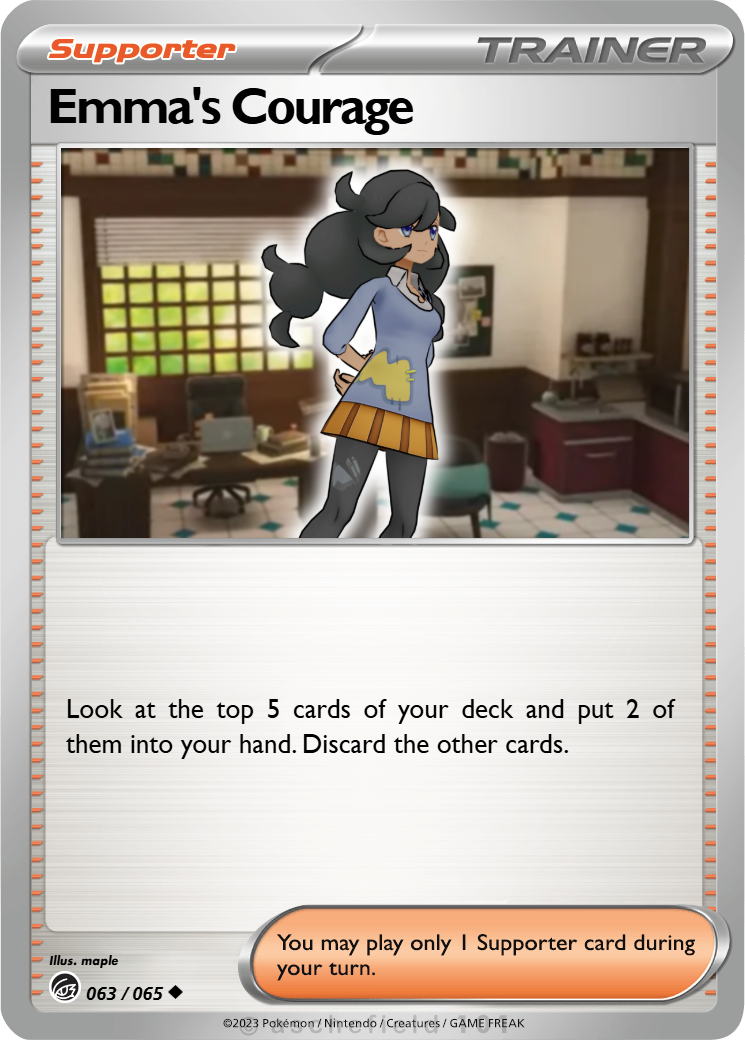 Supporter
TRAINER
Emma's Courage
Look at the top 5 cards of your deck and put 2 of
them into your hand. Discard the other cards.
You may play only 1 Supporter card during
your turn.
Illus. maple
063 / 065
©2023 Pokémon / Nintendo / Creatures / GAME FREAK